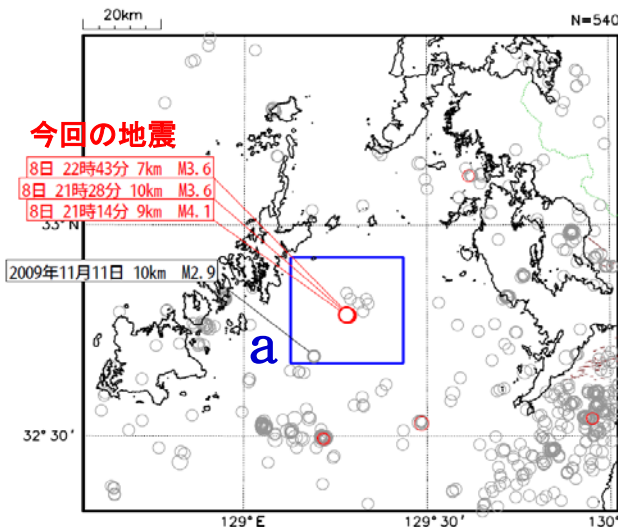 20km
N=540
今回の地震
8日 22時43分 7km M3.6
8日 21時28分 10km M3.6
8日 21時14分 9km M4.1
33°N
2009年11月11日 10km M2.9
a
32°30'
129°E
129°30'
130°